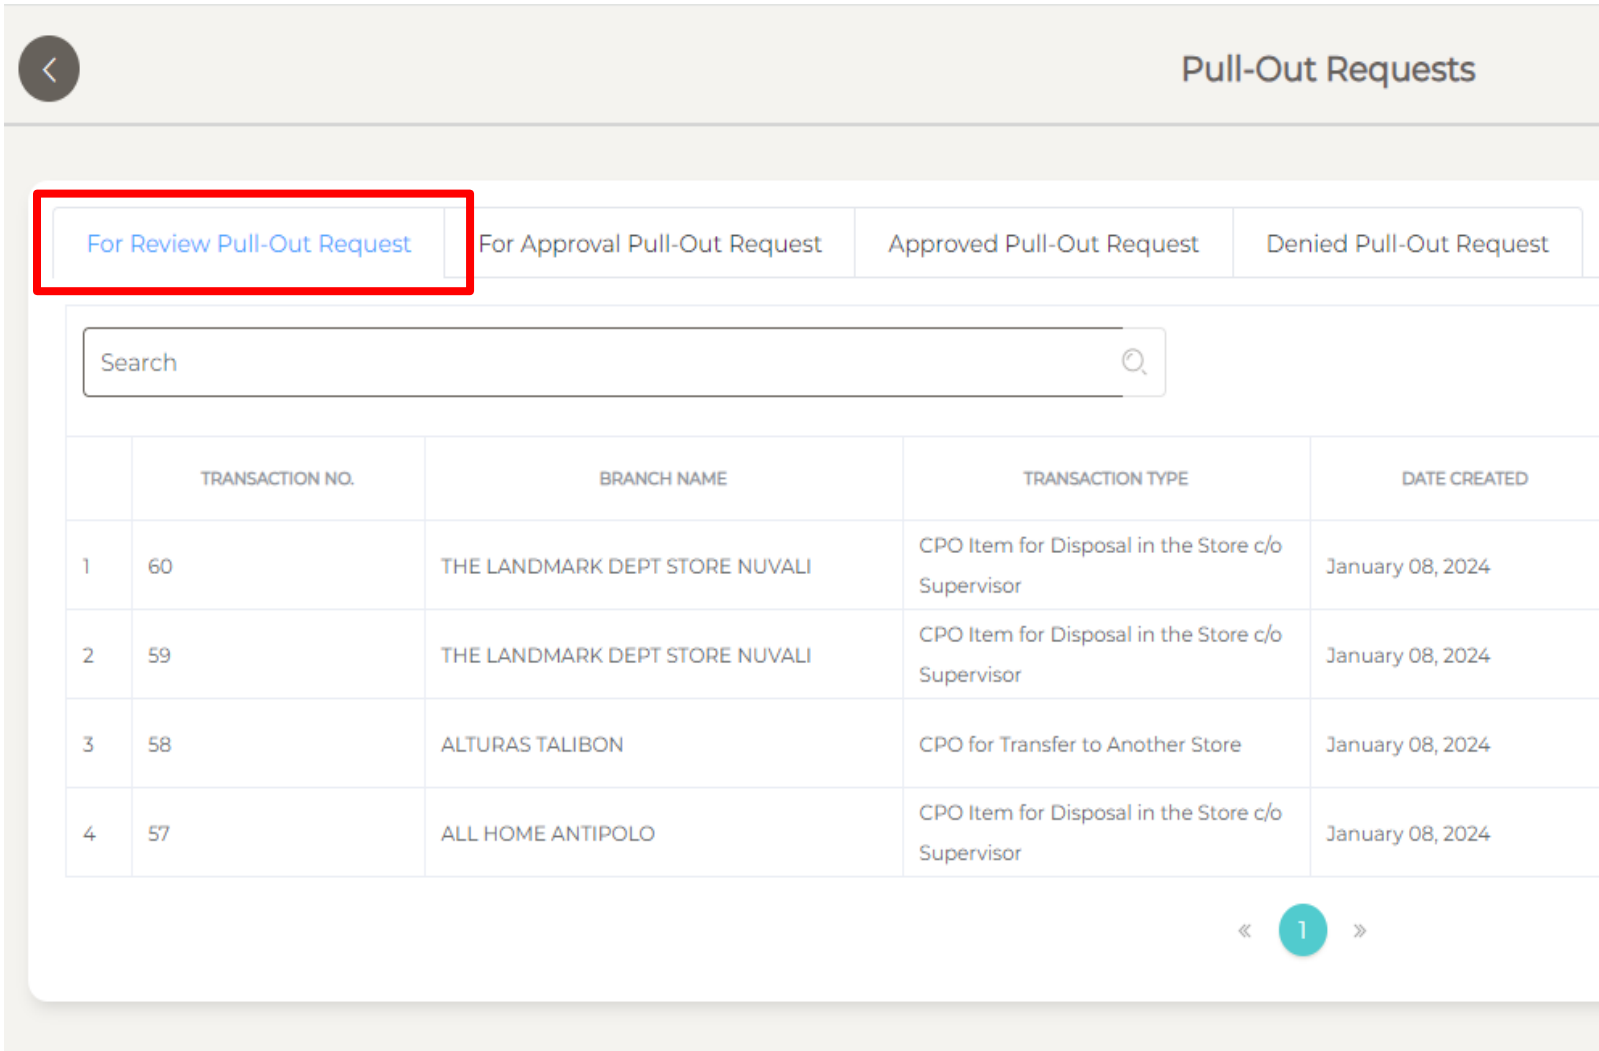 Pull-Out Requests
For Review Pull-Out Request
For Approval Pull-Out Request
Approved Pull-Out Request
Denied Pull-Out Request
Search
TRANSACTION NO.
BRANCH NAME
TRANSACTION TYPE
DATE CREATED
1
60
THE LANDMARK DEPT STORE NUVALI
CPO Item for Disposal in the Store c/o
Supervisor
January 08, 2024
2
59
THE LANDMARK DEPT STORE NUVALI
CPO Item for Disposal in the Store c/o
Supervisor
January 08, 2024
3
58
ALTURAS TALIBON
CPO for Transfer to Another Store
January 08, 2024
4
57
ALL HOME ANTIPOLO
CPO Item for Disposal in the Store c/o
Supervisor
January 08, 2024
« 1 »